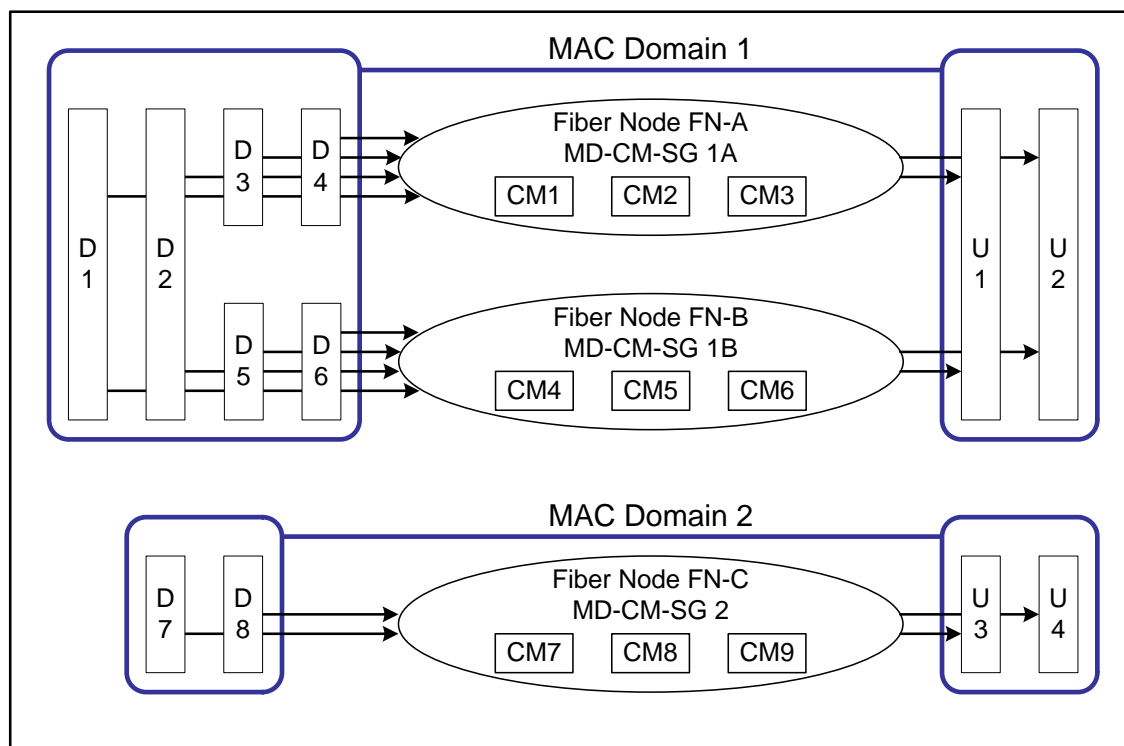 MAC Domain 1
D 1
D 2
D 3
D 4
Fiber Node FN-A
MD-CM-SG 1A
CM1 CM2 CM3
D 5
D 6
Fiber Node FN-B
MD-CM-SG 1B
CM4 CM5 CM6
U 1
U 2
MAC Domain 2
D 7
D 8
Fiber Node FN-C
MD-CM-SG 2
CM7 CM8 CM9
U 3
U 4